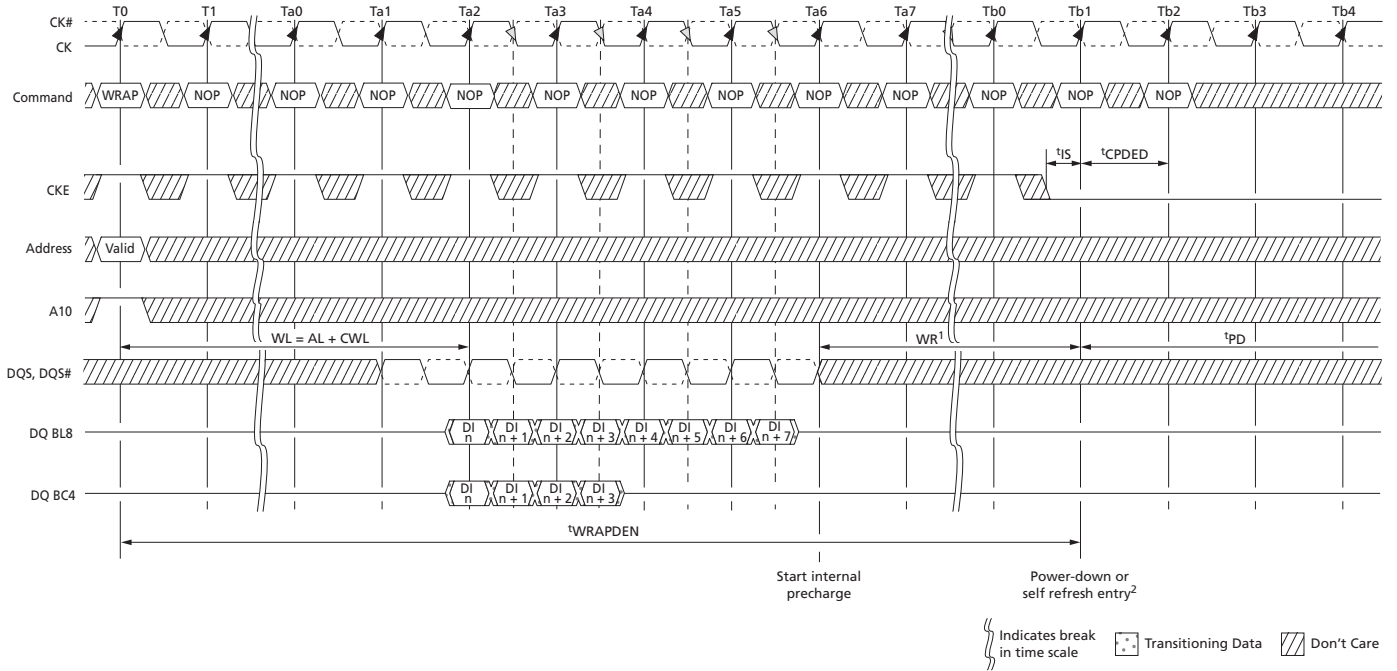 T0 T1 Ta0 Ta1 Ta2 Ta3 Ta4 Ta5 Ta6 Ta7 Tb0 Tb1 Tb2 Tb3 Tb4
CK#
CK
Command WRAP NOP NOP NOP NOP NOP NOP NOP NOP NOP NOP NOP NOP
tIS tCPDED
CKE
Address Valid
A10
WL = AL + CWL WR1 tPD
DQS, DQS#
DQ BL8 DI n DI n + 1 DI n + 2 DI n + 3 DI n + 4 DI n + 5 DI n + 6 DI n + 7
DQ BC4 DI n DI n + 1 DI n + 2 DI n + 3
tWRAPDEN
Start internal
precharge
Power-down or
self refresh entry2
Indicates break
in time scale
Transitioning Data
Don't Care